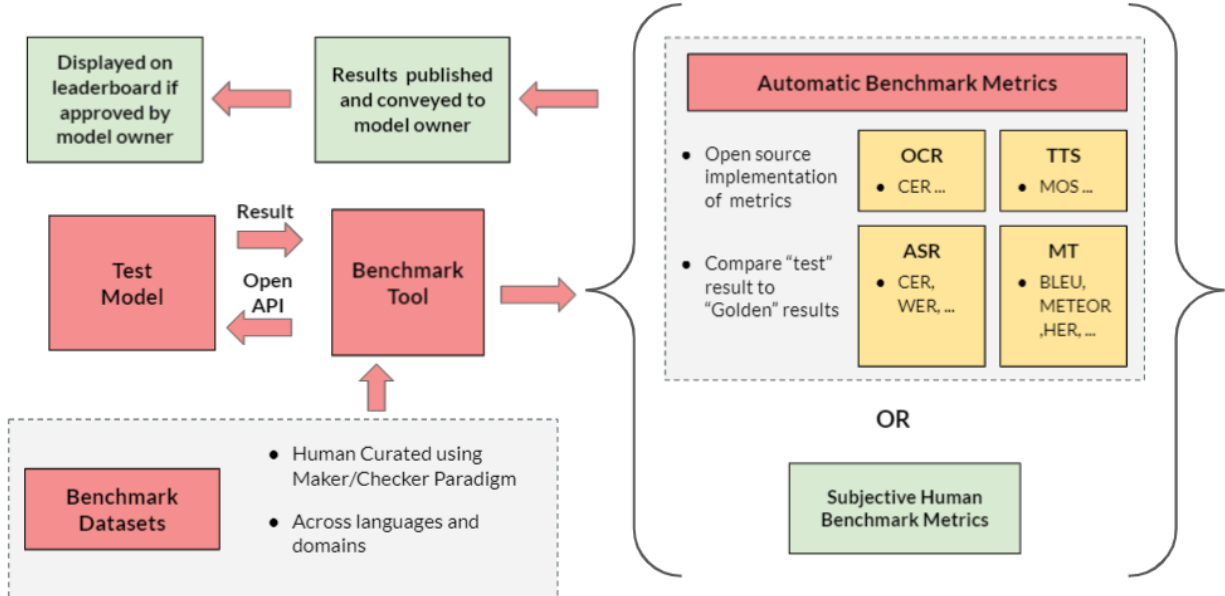 Displayed on
leaderboard if
approved by
model owner
Results published
and conveyed to
model owner
Automatic Benchmark Metrics
● Open source
implementation
of metrics
● Compare “test”
result to
“Golden” results
OCR
● CER ...
TTS
● MOS ...
ASR
● CER,
WER, ...
MT
● BLEU,
METEOR
,HER, ...
Test
Model
Result
Open
API
Benchmark
Tool
OR
Subjective Human
Benchmark Metrics
Benchmark
Datasets
● Human Curated using
Maker/Checker Paradigm
● Across languages and
domains